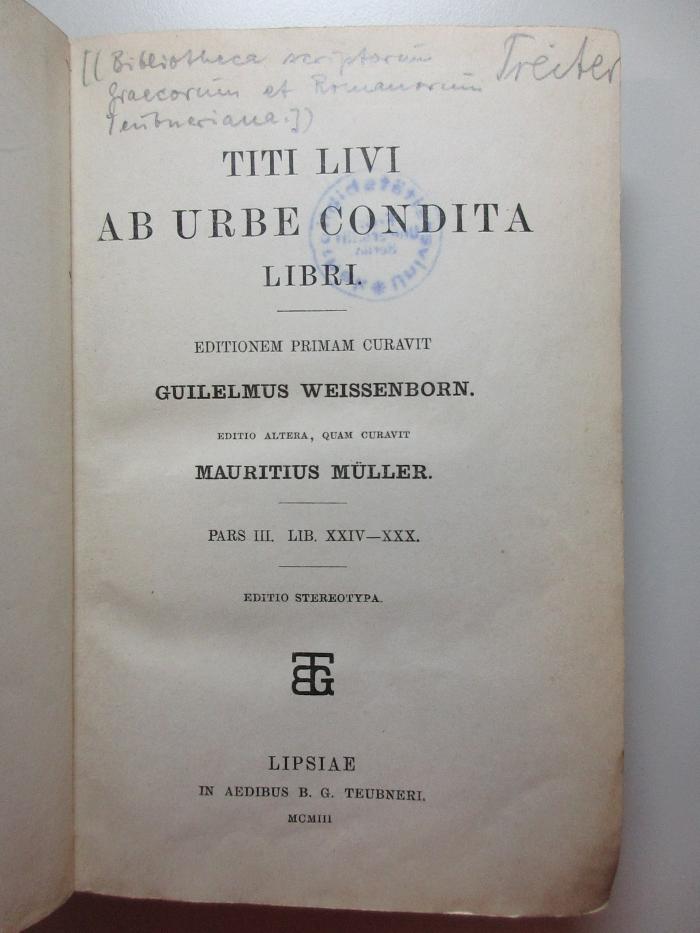 [(Bibliotheca scriptorum
Graecorum et Romanorum
Teubneriana.])
Treiter
TITI LIVI
AB URBE CONDITA
LIBRI.
EDITIONEM PRIMAM CURAVIT
GUILELMUS WEISSENBORN.
EDITIO ALTERA, QUAM CURAVIT
MAURITIUS MÜLLER.
PARS III. LIB. XXIV—XXX.
EDITIO STEREOTYPA.
BTG
LIPSIAE
IN AEDIBUS B. G. TEUBNERI.
MCMIII